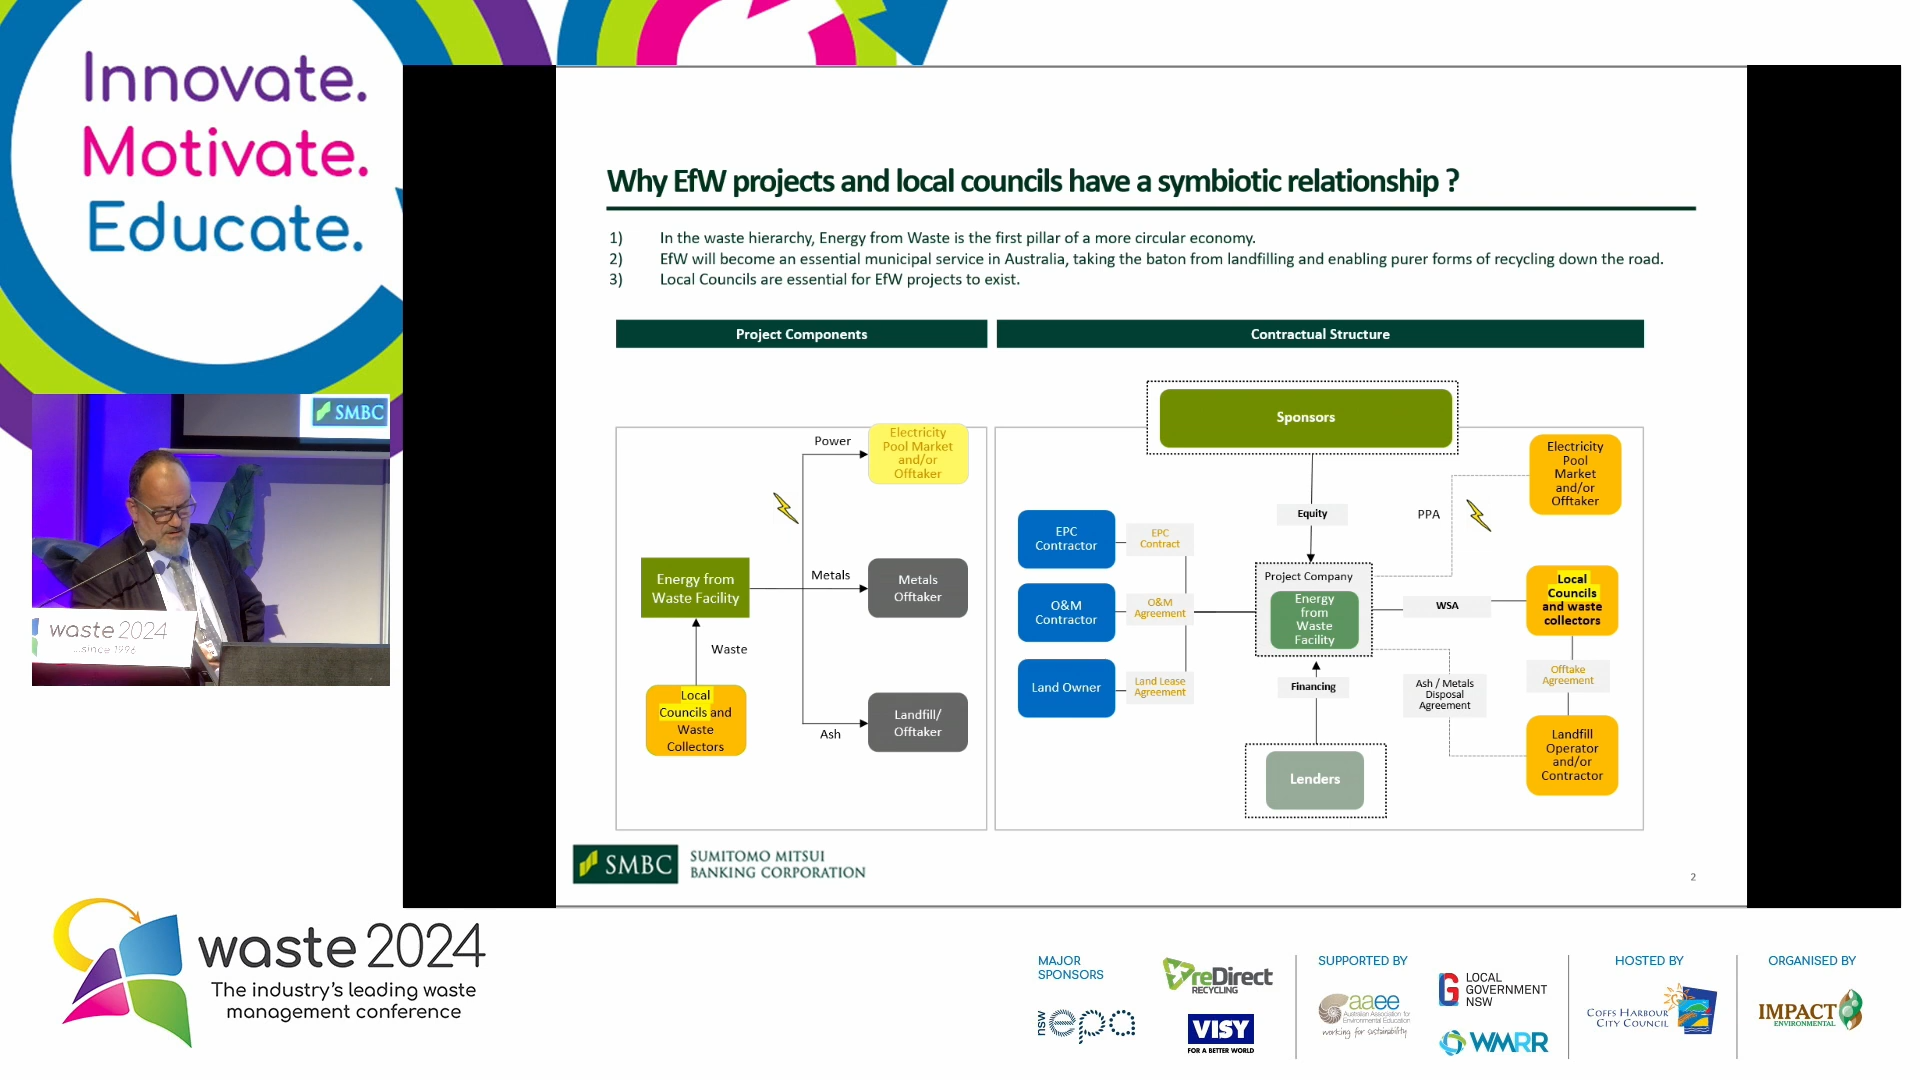 Innovate.
Motivate.
Educate.
SMBC
waste 2024
...since 1996
Why EfW projects and local councils have a symbiotic relationship ?
1) In the waste hierarchy, Energy from Waste is the first pillar of a more circular economy.
2) EfW will become an essential municipal service in Australia, taking the baton from landfilling and enabling purer forms of recycling down the road.
3) Local Councils are essential for EfW projects to exist.
Project Components
Power
Electricity
Pool Market
and/or
Offtaker
Energy from
Waste Facility
Metals
Metals
Offtaker
Waste
Local
Councils and
Waste
Collectors
Ash
Landfill/
Offtaker
Contractual Structure
Sponsors
Equity
EPC
Contractor
EPC
Contract
O&M
Contractor
O&M
Agreement
Land Owner
Land Lease
Agreement
Project Company
Energy
from
Waste
Facility
Financing
Lenders
PPA
Electricity
Pool
Market
and/or
Offtaker
WSA
Local
Councils
and waste
collectors
Offtake
Agreement
Ash / Metals
Disposal
Agreement
Landfill
Operator
and/or
Contractor
SMBC
SUMITOMO MITSUI
BANKING CORPORATION
2
waste 2024
The industry's leading waste
management conference
MAJOR
SPONSORS
reDirect
RECYCLING
nsw epa
VISY
FOR A BETTER WORLD
SUPPORTED BY
aaee
Australian Association for
Environmental Education
working for sustainability
LOCAL
GOVERNMENT
NSW
WMRR
HOSTED BY
COFFS HARBOUR
CITY COUNCIL
ORGANISED BY
IMPACT
ENVIRONMENTAL